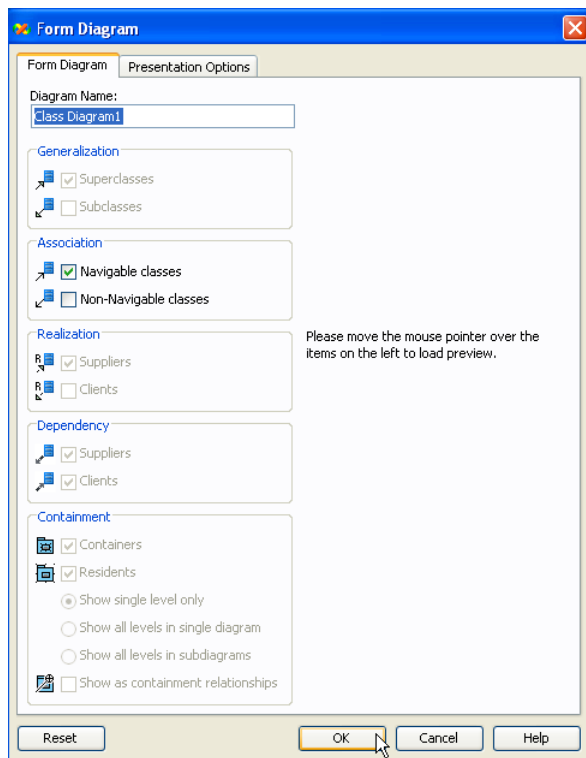 Form Diagram
Form Diagram
Presentation Options
Diagram Name:
Class Diagram1
Generalization
Superclasses
Subclasses
Association
Navigable classes
Non-Navigable classes
Realization
R
Suppliers
R
Clients
Dependency
Suppliers
Clients
Containment
Containers
Residents
Show single level only
Show all levels in single diagram
Show all levels in subdiagrams
Show as containment relationships
Please move the mouse pointer over the
items on the left to load preview.
Reset
OK
Cancel
Help